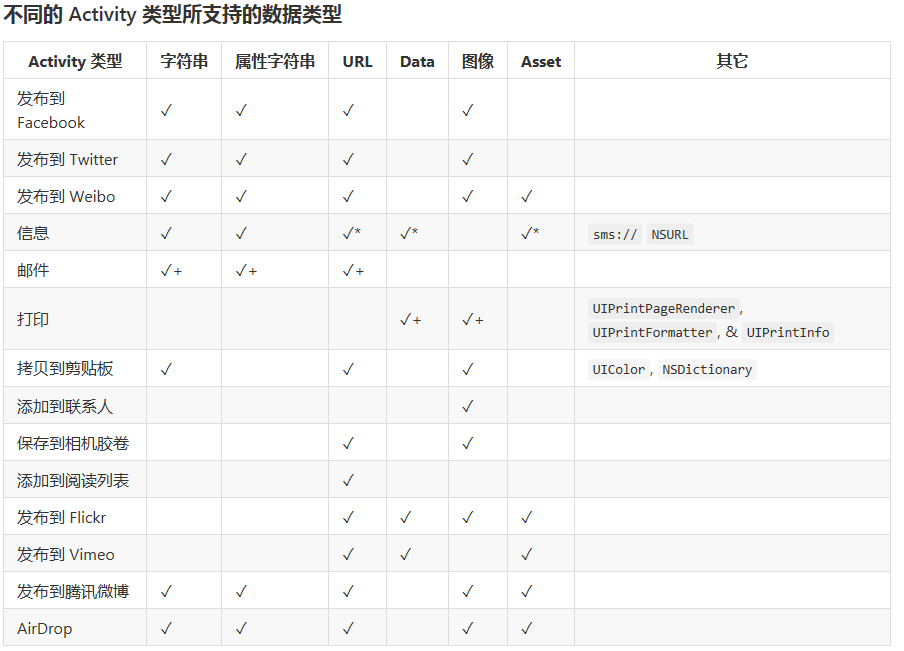 不同的 Activity 类型所支持的数据类型
Activity 类型 字符串 属性字符串 URL Data 图像 Asset 其它
发布到
Facebook ✓ ✓ ✓ ✓
发布到 Twitter ✓ ✓ ✓ ✓
发布到 Weibo ✓ ✓ ✓ ✓ ✓
信息 ✓ ✓ ✓* ✓* ✓* sms:// NSURL
邮件 ✓+ ✓+ ✓+
打印 ✓+ ✓+ UIPrintPageRenderer,
UIPrintFormatter, & UIPrintInfo
拷贝到剪贴板 ✓ ✓ ✓ UIColor, NSDictionary
添加到联系人 ✓
保存到相机胶卷 ✓ ✓
添加到阅读列表 ✓
发布到 Flickr ✓ ✓ ✓ ✓
发布到 Vimeo ✓ ✓ ✓
发布到腾讯微博 ✓ ✓ ✓ ✓ ✓
AirDrop ✓ ✓ ✓ ✓ ✓